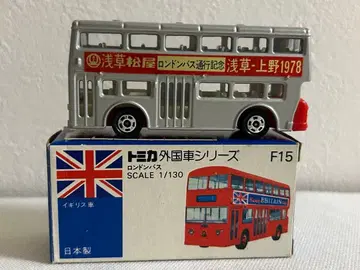 浅草松屋 ロンドンバス通行記念 浅草-上野1978
トミカ外国車シリーズ F15
ロンドンバス
SCALE 1/130
イギリス車
BRITAIN
日本製